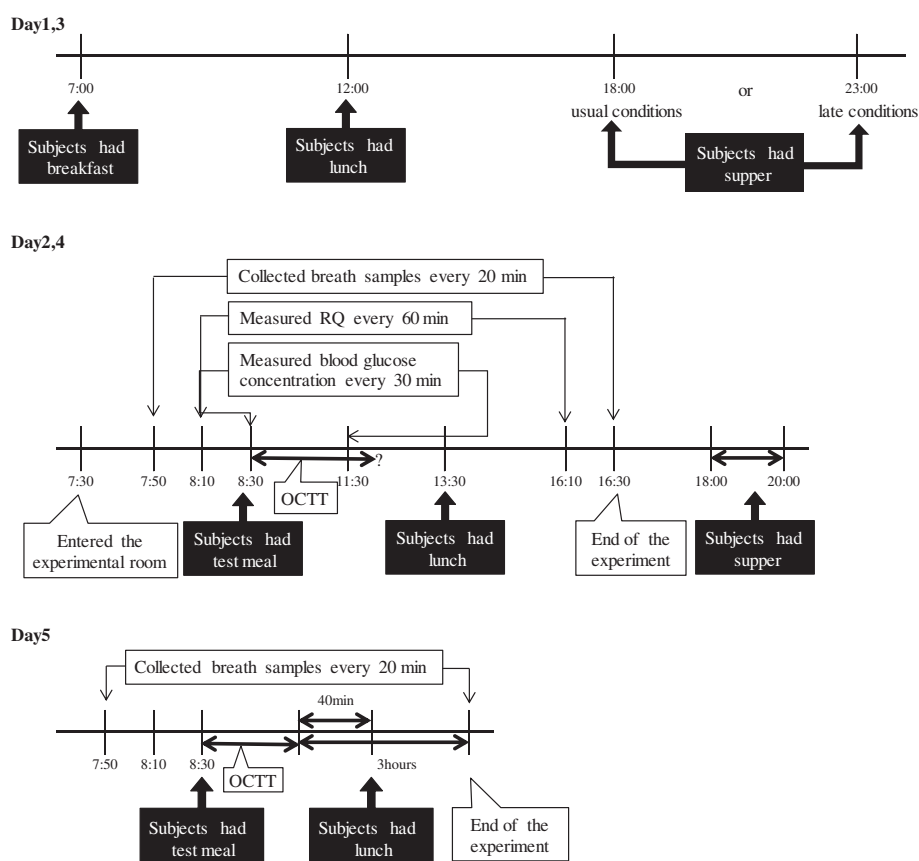 Day1,3
7:00
12:00
18:00
or
23:00
usual conditions
late conditions
Subjects had
breakfast
Subjects had
lunch
Subjects had
supper
Day2,4
Collected breath samples every 20 min
Measured RQ every 60 min
Measured blood glucose
concentration every 30 min
?
7:30
7:50
8:10
8:30
OCTT
11:30
13:30
16:10
16:30
18:00
20:00
Entered the
experimental room
Subjects had
test meal
Subjects had
lunch
End of the
experiment
Subjects had
supper
Day5
Collected breath samples every 20 min
40min
7:50
8:10
8:30
OCTT
3hours
Subjects had
test meal
Subjects had
lunch
End of the
experiment